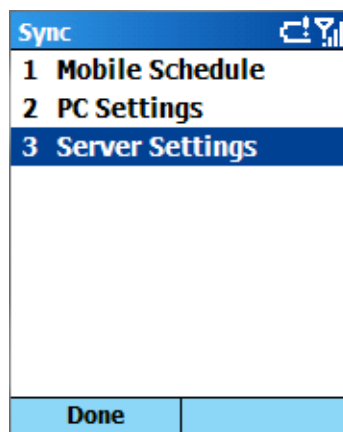 Sync
1 Mobile Schedule
2 PC Settings
3 Server Settings
Done